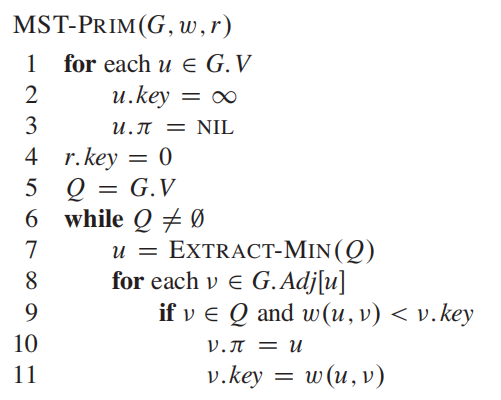 MST-PRIM(G, w, r)
1 for each u ∈ G.V
2 u.key = ∞
3 u.π = NIL
4 r.key = 0
5 Q = G.V
6 while Q ≠ ∅
7 u = EXTRACT-MIN(Q)
8 for each v ∈ G.Adj[u]
9 if v ∈ Q and w(u, v) < v.key
10 v.π = u
11 v.key = w(u, v)